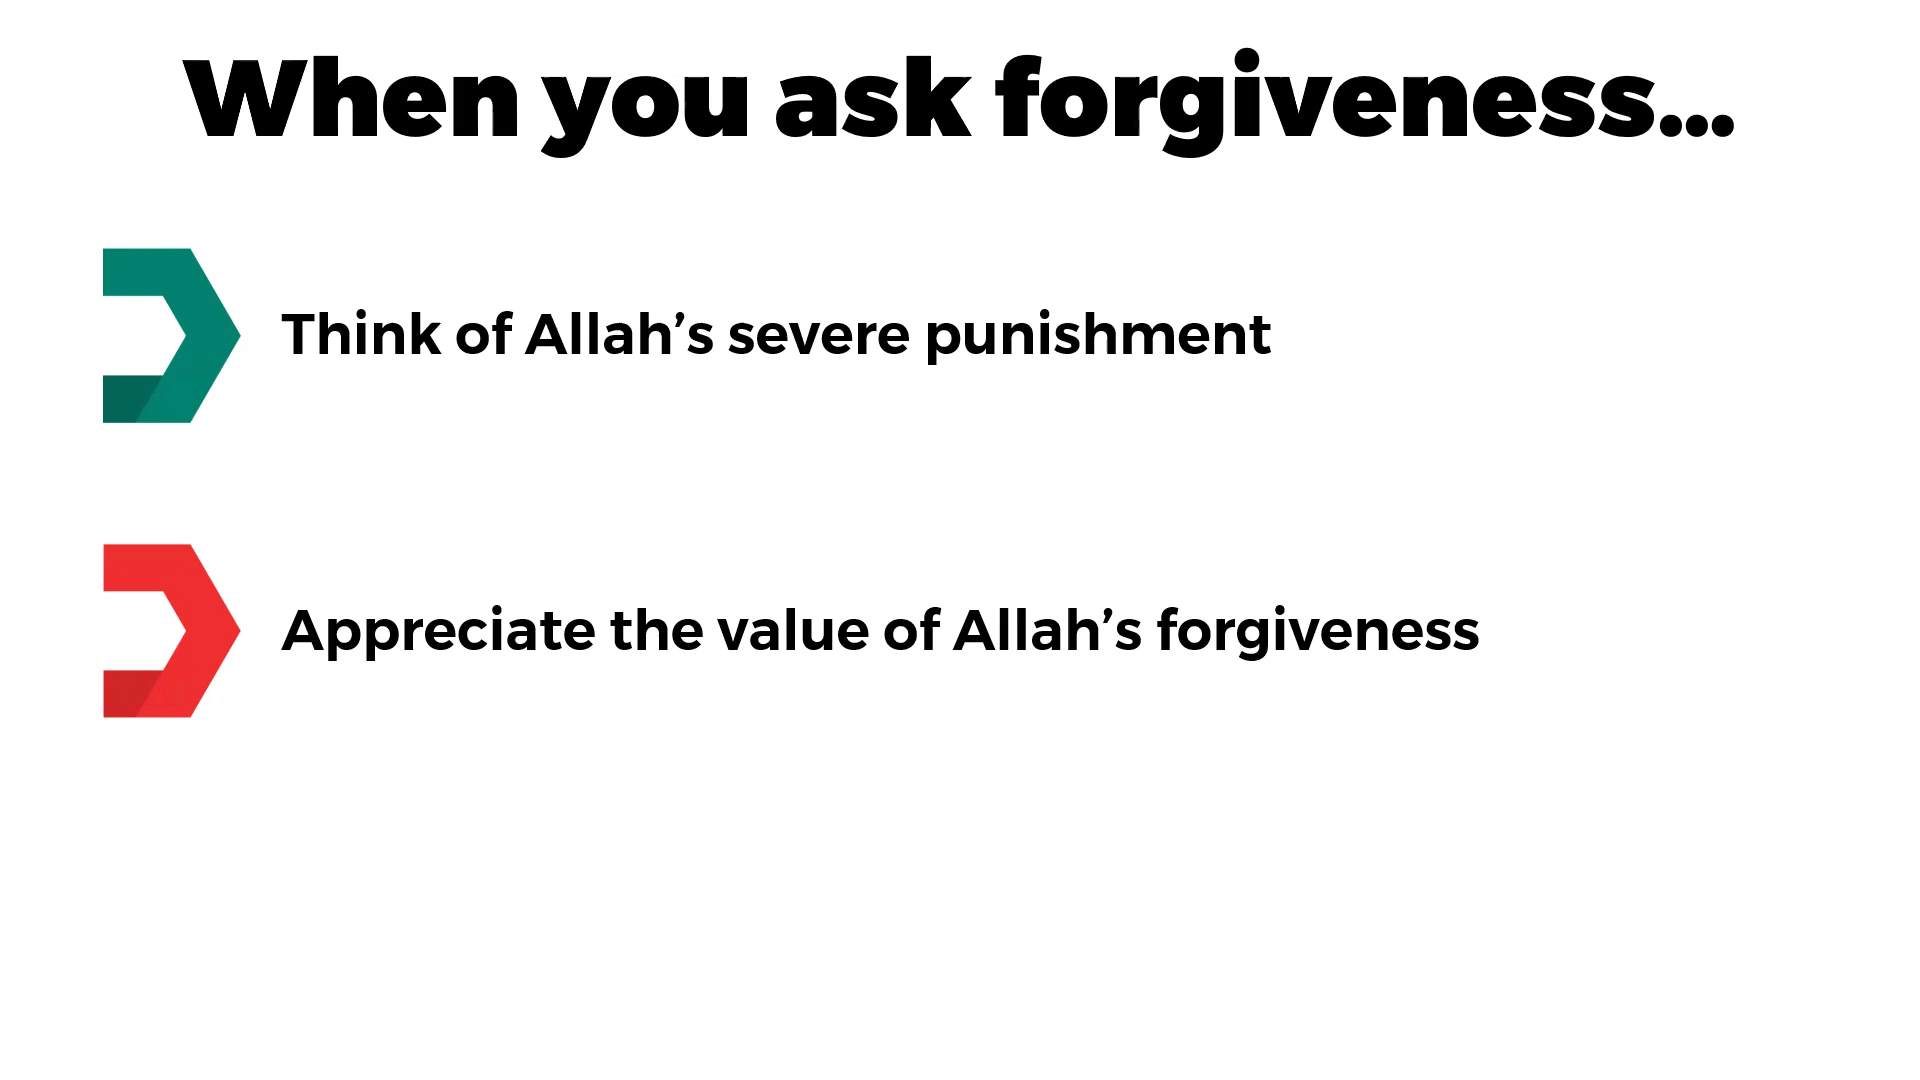 When you ask forgiveness...
Think of Allah’s severe punishment
Appreciate the value of Allah’s forgiveness